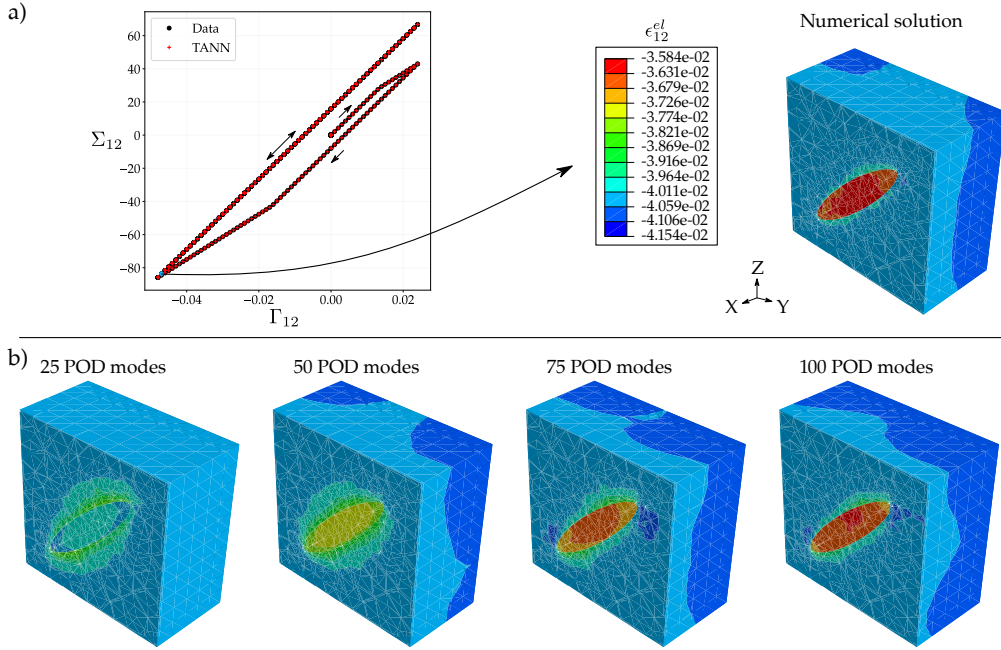 a)
Data
TANN
60
40
20
0
−20
−40
−60
−80
Σ12
−0.04
−0.02
0.00
0.02
Γ12
ϵ12^el
-3.584e-02
-3.631e-02
-3.679e-02
-3.726e-02
-3.774e-02
-3.821e-02
-3.869e-02
-3.916e-02
-3.964e-02
-4.011e-02
-4.059e-02
-4.106e-02
-4.154e-02
Numerical solution
Z
X
Y
b)
25 POD modes
50 POD modes
75 POD modes
100 POD modes